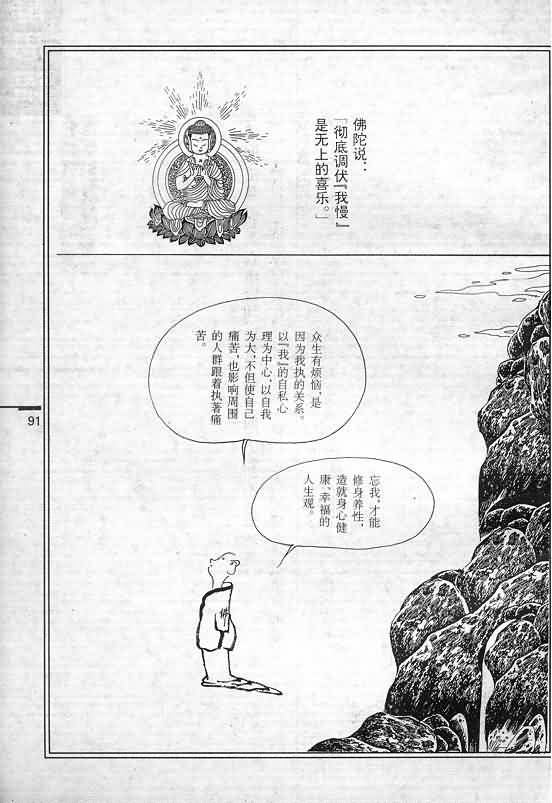 佛陀说：
「彻底调伏『我慢』
是无上的喜乐。」
众生有烦恼，是
因为我执的关系。
以『我』的自私心
理为中心，以自我
为大，不但使自己
痛苦，也影响周围
的人群跟着执著痛
苦。
忘我，才能
修身养性，
造就身心健
康、幸福的
人生观。
91